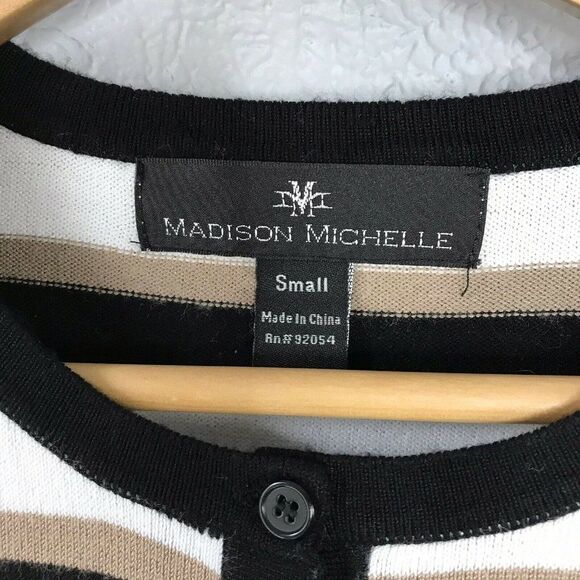 MADISON MICHELLE
Small
Made In China
Rn# 92054